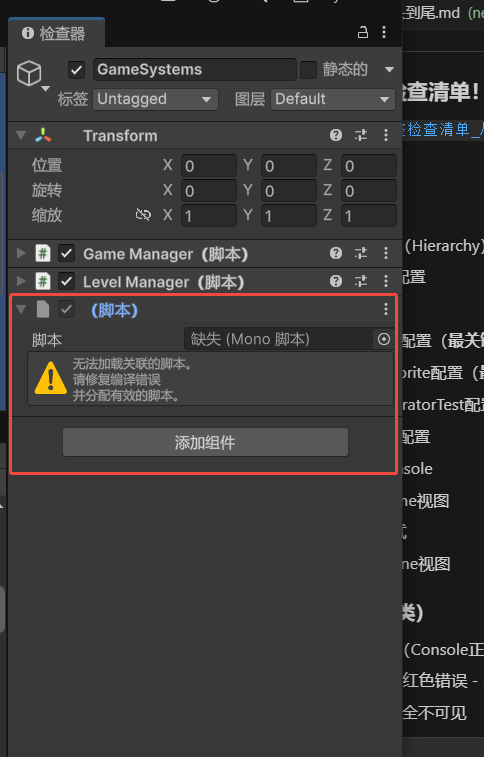 检查器
到尾.md (ne
GameSystems
静态的
查清单!
标签 Untagged
图层 Default
检查清单_从
Transform
位置 X 0 Y 0 Z 0
旋转 X 0 Y 0 Z 0
缩放 X 1 Y 1 Z 1
(Hierarchy)
Game Manager（脚本）
配置
Level Manager（脚本）
（脚本）
脚本 缺失 (Mono 脚本)
配置（最关
无法加载关联的脚本。
请修复编译错误
并分配有效的脚本。
rite配置（
ratorTest配
配置
添加组件
sole
ne视图
ne视图
类）
(Console正
红色错误 -
全不可见